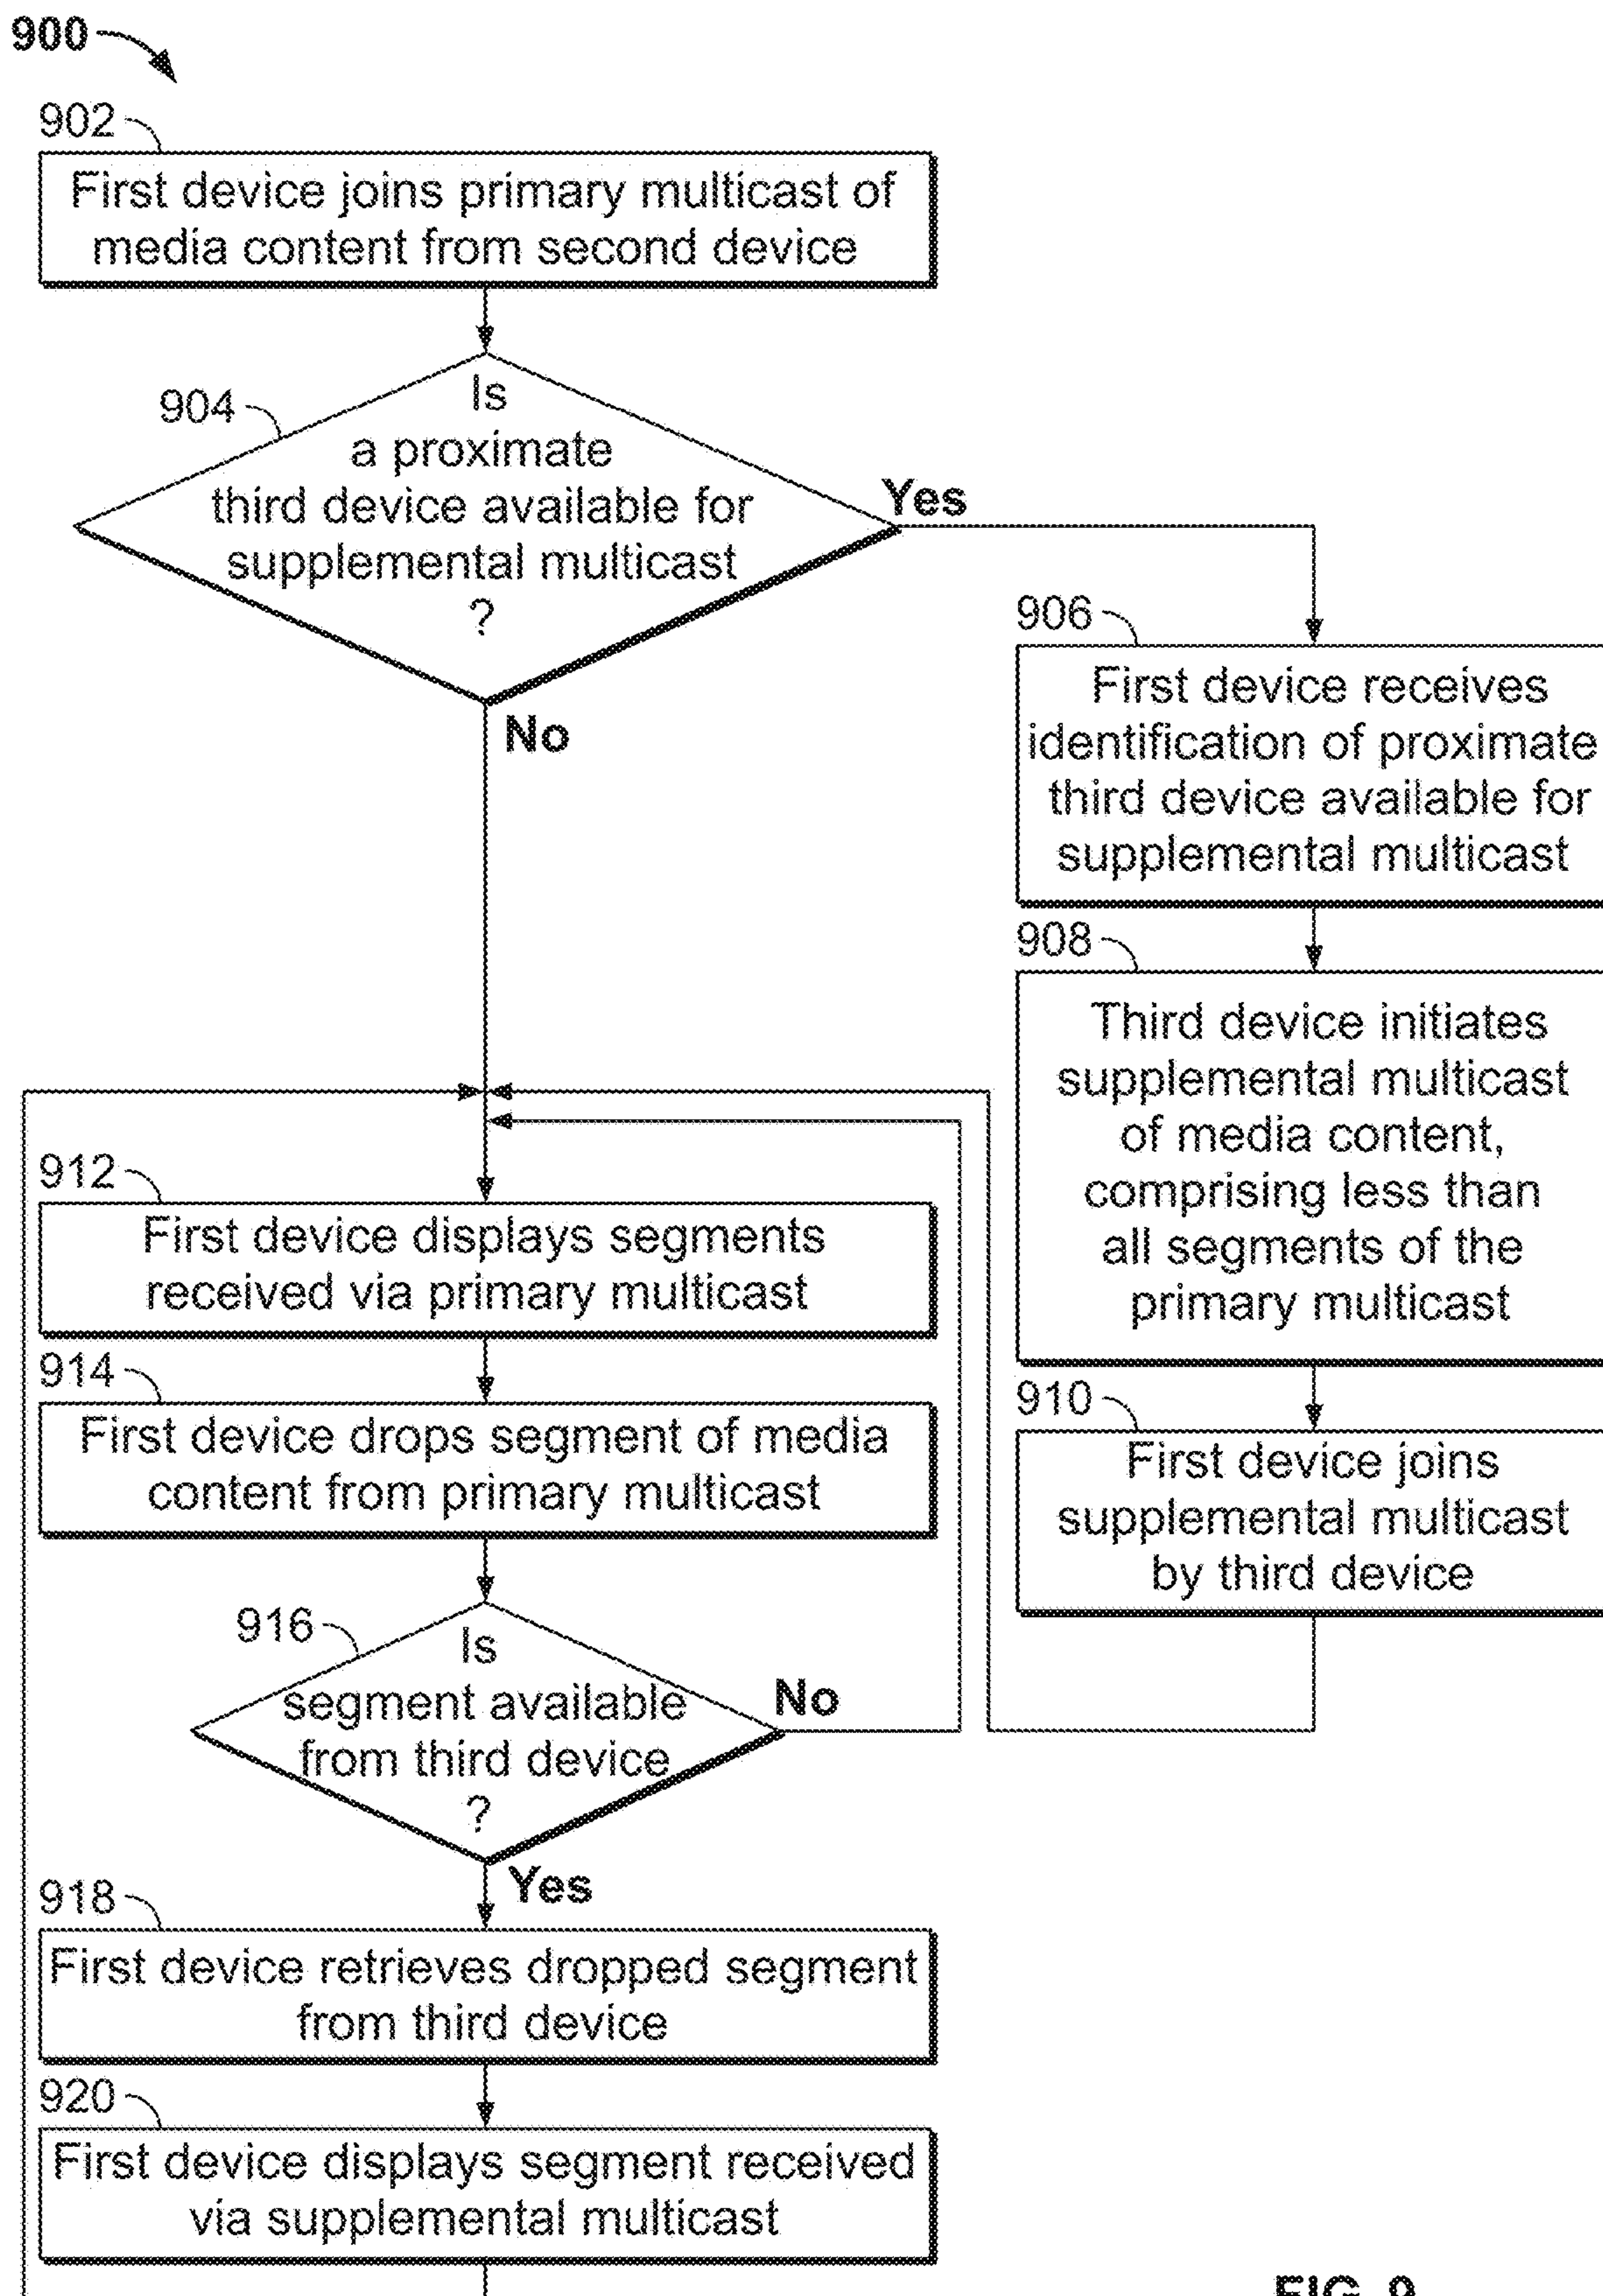 900
902
First device joins primary multicast of
media content from second device
904
Is
a proximate
third device available for
supplemental multicast
?
Yes
No
906
First device receives
identification of proximate
third device available for
supplemental multicast
908
Third device initiates
supplemental multicast
of media content,
comprising less than
all segments of the
primary multicast
910
First device joins
supplemental multicast
by third device
912
First device displays segments
received via primary multicast
914
First device drops segment of media
content from primary multicast
916
Is
segment available
from third device
?
No
Yes
918
First device retrieves dropped segment
from third device
920
First device displays segment received
via supplemental multicast
FIG. 9